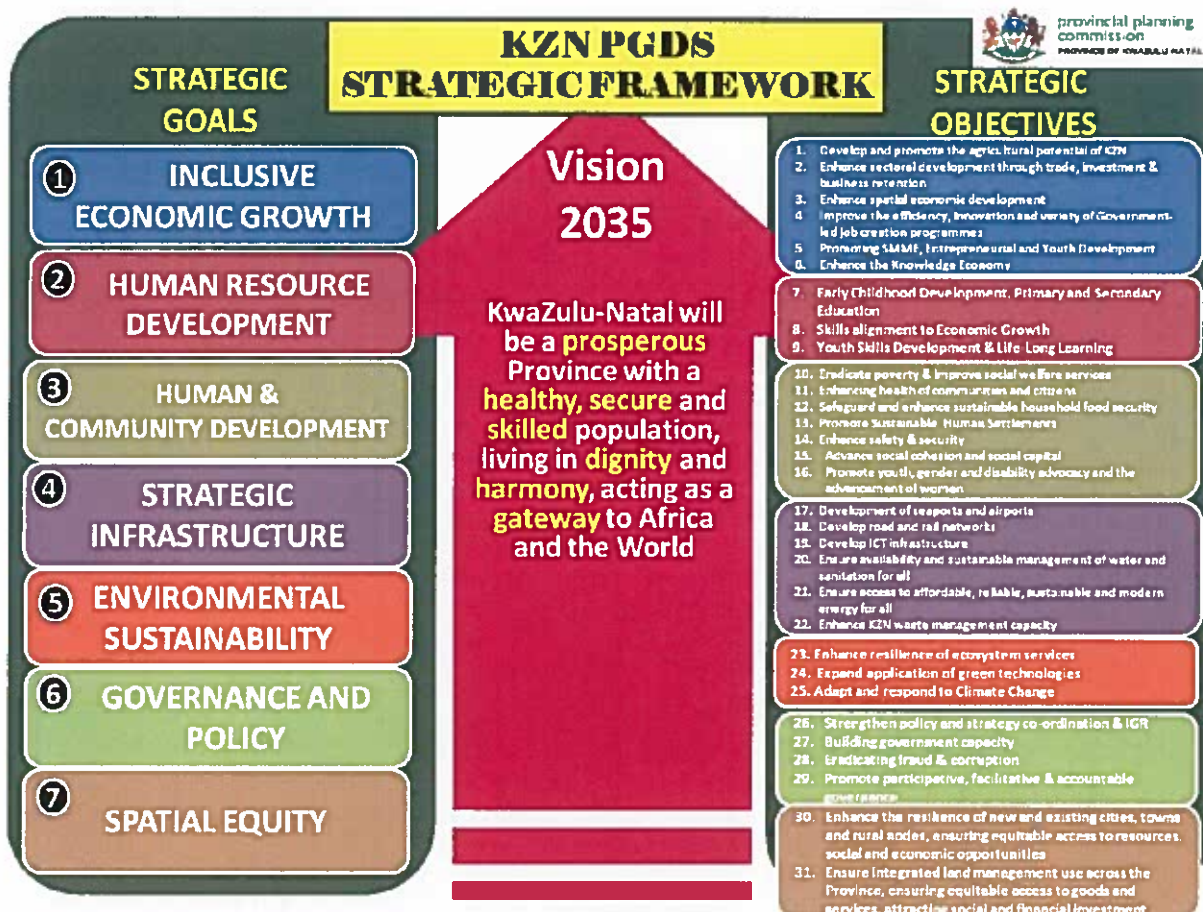 KZN PGDS
STRATEGIC FRAMEWORK
provincial planning
commission
PROVINCE OF KWAZULU-NATAL
STRATEGIC
GOALS
1 INCLUSIVE
ECONOMIC GROWTH
2 HUMAN RESOURCE
DEVELOPMENT
3 HUMAN &
COMMUNITY DEVELOPMENT
4 STRATEGIC
INFRASTRUCTURE
5 ENVIRONMENTAL
SUSTAINABILITY
6 GOVERNANCE AND
POLICY
7 SPATIAL EQUITY
Vision
2035
KwaZulu-Natal will
be a prosperous
Province with a
healthy, secure and
skilled population,
living in dignity and
harmony, acting as a
gateway to Africa
and the World
STRATEGIC
OBJECTIVES
1. Develop and promote the agricultural potential of KZN
2. Enhance sectoral development through trade, investment &
business retention
3. Enhance spatial economic development
4 Improve the efficiency, innovation and variety of Government-
led job creation programmes
5 Promoting SMME, Entrepreneurial and Youth Development
6. Enhance the Knowledge Economy
7. Early Childhood Development, Primary and Secondary
Education
8. Skills alignment to Economic Growth
9. Youth Skills Development & Life-Long Learning
10. Eradicate poverty & improve social welfare services
11. Enhancing health of communities and citizens
12. Safeguard and enhance sustainable household food security
13. Promote Sustainable Human Settlements
14. Enhance safety & security
15. Advance social cohesion and social capital
16. Promote youth, gender and disability advocacy and the
advancement of women
17. Development of seaports and airports
18. Develop road and rail networks
19. Develop ICT infrastructure
20. Ensure availability and sustainable management of water and
sanitation for all
21. Ensure access to affordable, reliable, sustainable and modern
energy for all
22. Enhance KZN waste management capacity
23. Enhance resilience of ecosystem services
24. Expand application of green technologies
25. Adapt and respond to Climate Change
26. Strengthen policy and strategy co-ordination & IGR
27. Building government capacity
28. Eradicating fraud & corruption
29. Promote participative, facilitative & accountable
governance
30. Enhance the resilience of new and existing cities, towns
and rural nodes, ensuring equitable access to resources,
social and economic opportunities
31. Ensure integrated land management use across the
Province, ensuring equitable access to goods and
services, attracting social and financial investment